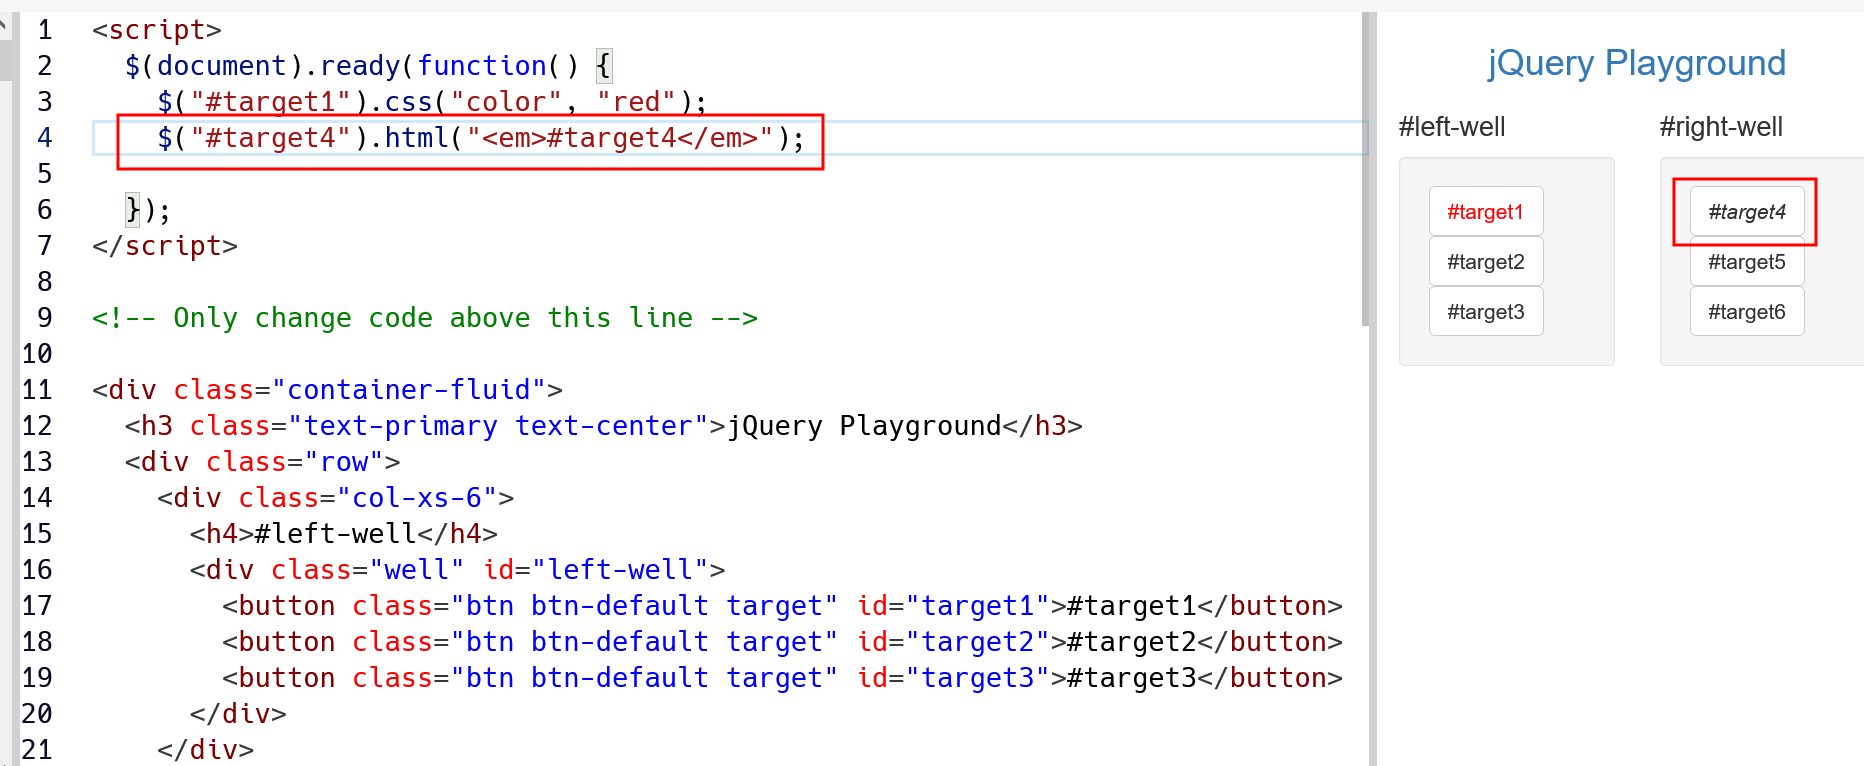 1 <script>
2 $(document).ready(function() {
3 $("#target1").css("color", "red");
4 $("#target4").html("<em>#target4</em>");
5
6 });
7 </script>
8
9 <!-- Only change code above this line -->
10
11 <div class="container-fluid">
12 <h3 class="text-primary text-center">jQuery Playground</h3>
13 <div class="row">
14 <div class="col-xs-6">
15 <h4>#left-well</h4>
16 <div class="well" id="left-well">
17 <button class="btn btn-default target" id="target1">#target1</button>
18 <button class="btn btn-default target" id="target2">#target2</button>
19 <button class="btn btn-default target" id="target3">#target3</button>
20 </div>
21 </div>
jQuery Playground
#left-well
#target1
#target2
#target3
#right-well
#target4
#target5
#target6